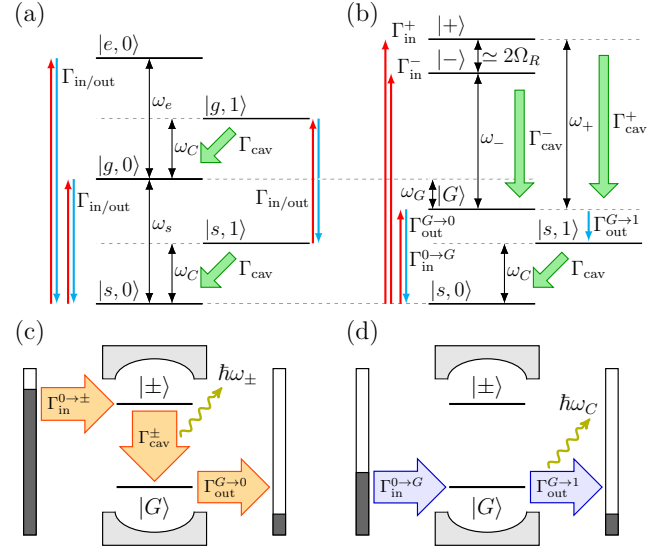 (a)
|e, 0⟩
Γin/out
ωe
|g, 1⟩
ωC
Γcav
|g, 0⟩
Γin/out
Γin/out
ωs
|s, 1⟩
ωC
Γcav
|s, 0⟩
(b)
Γ+in
|+⟩
Γ−in
|−⟩
≃ 2ΩR
ω−
Γ−cav
ω+
Γ+cav
ωG
|G⟩
ΓG→0out
|s, 1⟩
ΓG→1out
Γ0→Gin
ωC
Γcav
|s, 0⟩
(c)
|±⟩
ℏω±
Γ0→±in
Γ±cav
ΓG→0out
|G⟩
(d)
|±⟩
ℏωC
Γ0→Gin
ΓG→1out
|G⟩